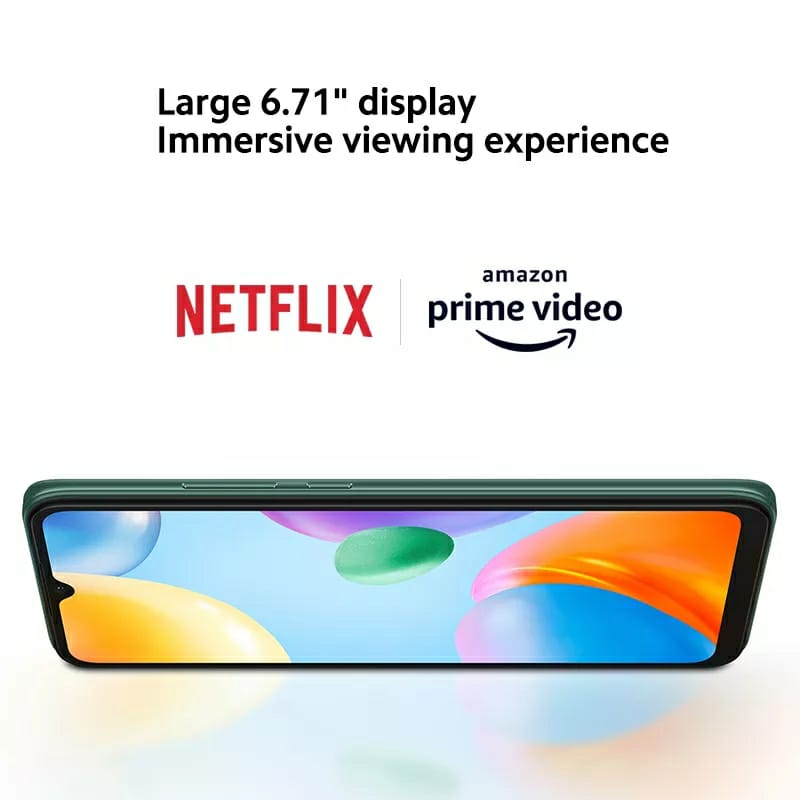 Large 6.71" display
Immersive viewing experience
NETFLIX
amazon
prime video